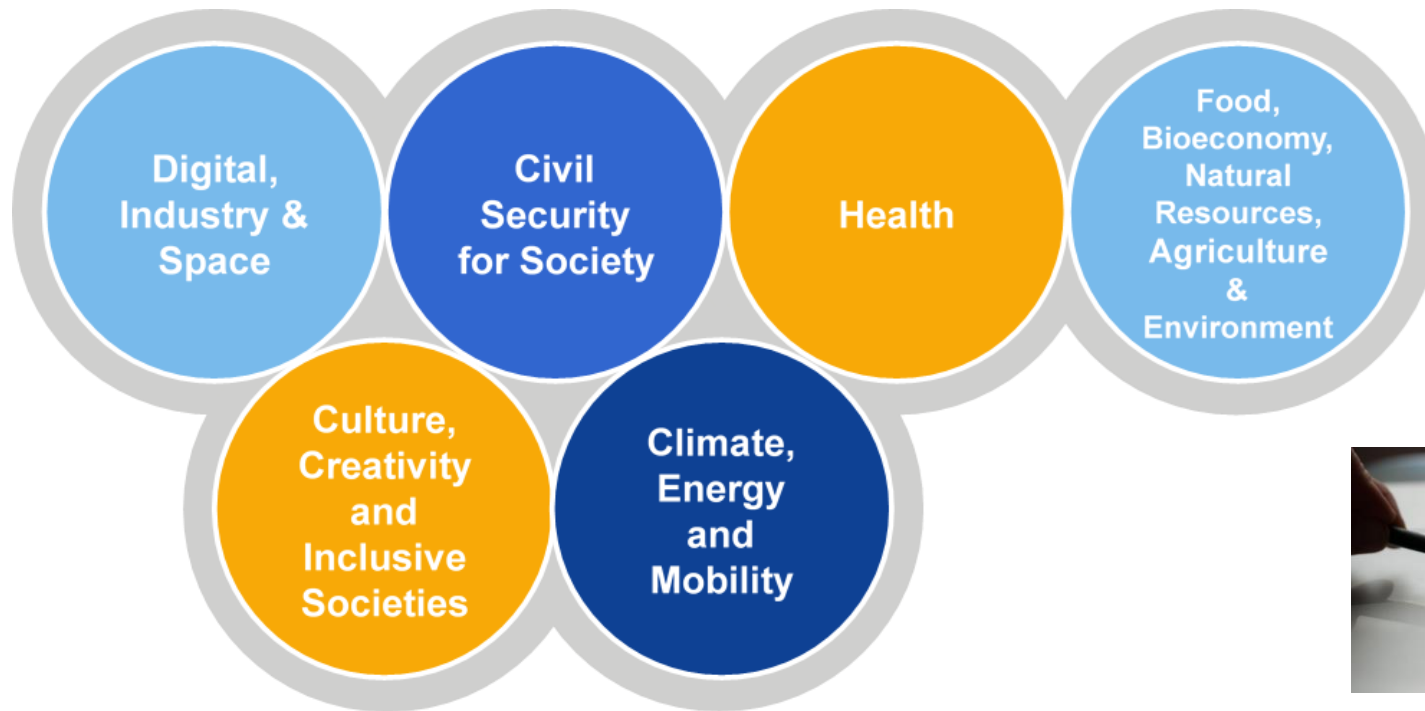 Digital,
Industry &
Space
Civil
Security
for Society
Health
Food,
Bioeconomy,
Natural
Resources,
Agriculture
&
Environment
Culture,
Creativity
and
Inclusive
Societies
Climate,
Energy
and
Mobility